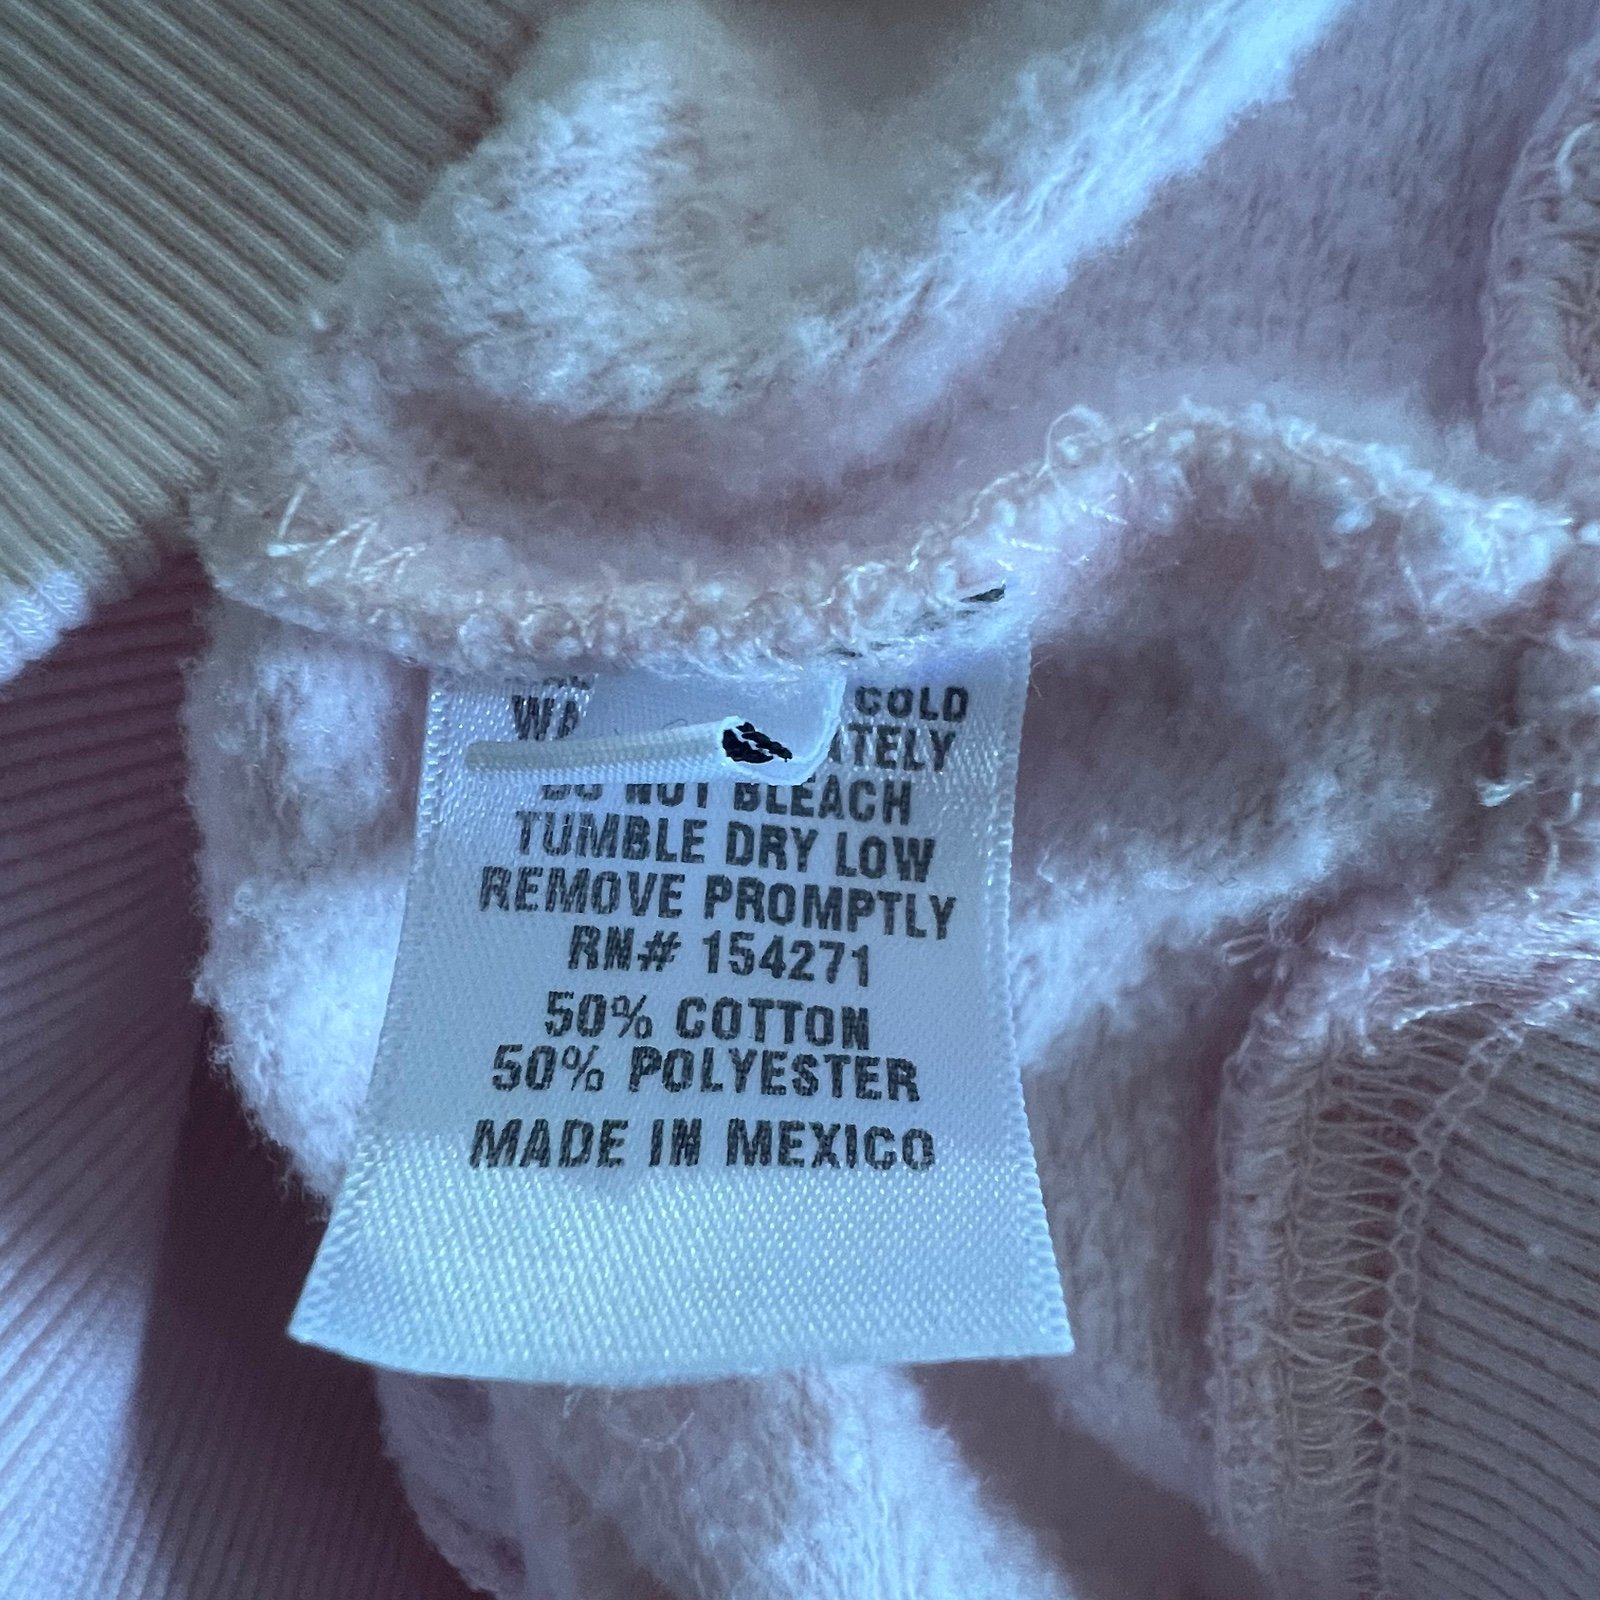 COLD
DO NOT BLEACH
TUMBLE DRY LOW
REMOVE PROMPTLY
RN# 154271
50% COTTON
50% POLYESTER
MADE IN MEXICO